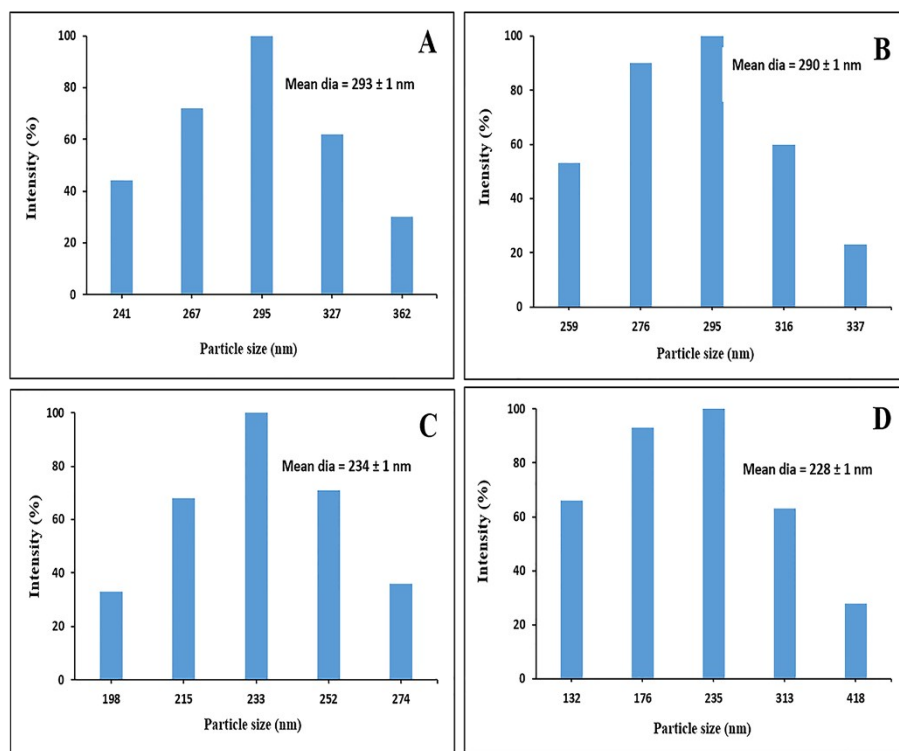 A
Mean dia = 293 ± 1 nm
Intensity (%)
100
80
60
40
20
0
241 267 295 327 362
Particle size (nm)
B
Mean dia = 290 ± 1 nm
Inensity (%)
100
80
60
40
20
0
259 276 295 316 337
Particle size (nm)
C
Mean dia = 234 ± 1 nm
Intensity (%)
100
80
60
40
20
0
198 215 233 252 274
Particle size (nm)
D
Mean dia = 228 ± 1 nm
Intensity (%)
100
80
60
40
20
0
132 176 235 313 418
Particle size (nm)